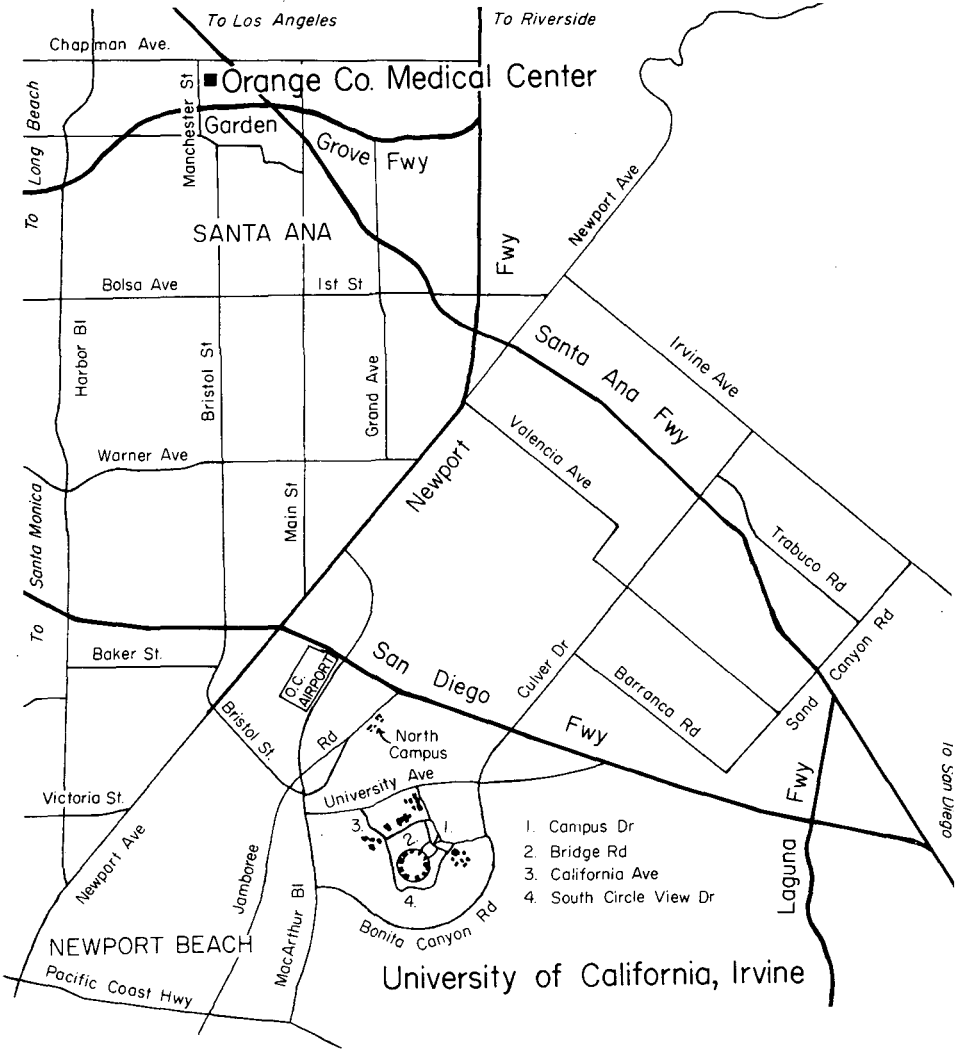 To Los Angeles
To Riverside
Chapman Ave.
Orange Co. Medical Center
To Long Beach
Manchester St
Garden
Grove
Fwy
Newport Ave
SANTA ANA
Fwy
Bolsa Ave
1st St
Harbor Bl
Bristol St
Grand Ave
Santa Ana Fwy
Irvine Ave
Valencia Ave
Warner Ave
Newport
Main St
To Santa Monica
Trabuco Rd
Baker St.
O.C. AIRPORT
San Diego
Fwy
Culver Dr
Barranca Rd
Sand Canyon Rd
Bristol St.
Rd
North
Campus
University Ave
Victoria St.
Newport Ave
Fwy
To San Diego
3.
1.
2.
4.
1. Campus Dr
2. Bridge Rd
3. California Ave
4. South Circle View Dr
Jamboree
MacArthur Bl
Bonita Canyon Rd
Laguna
NEWPORT BEACH
Pacific Coast Hwy
University of California, Irvine